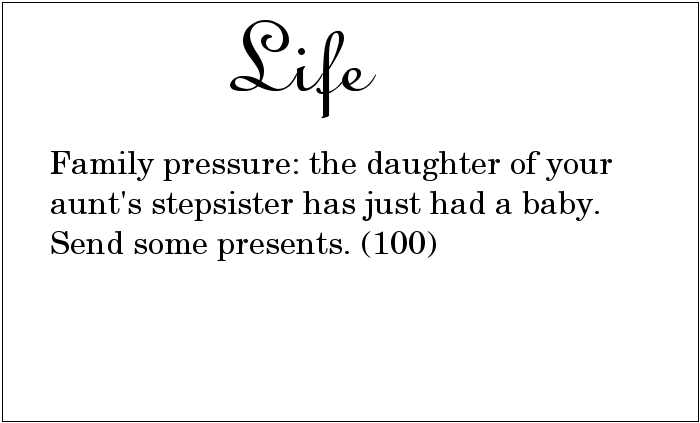 Life
Family pressure: the daughter of your
aunt's stepsister has just had a baby.
Send some presents. (100)